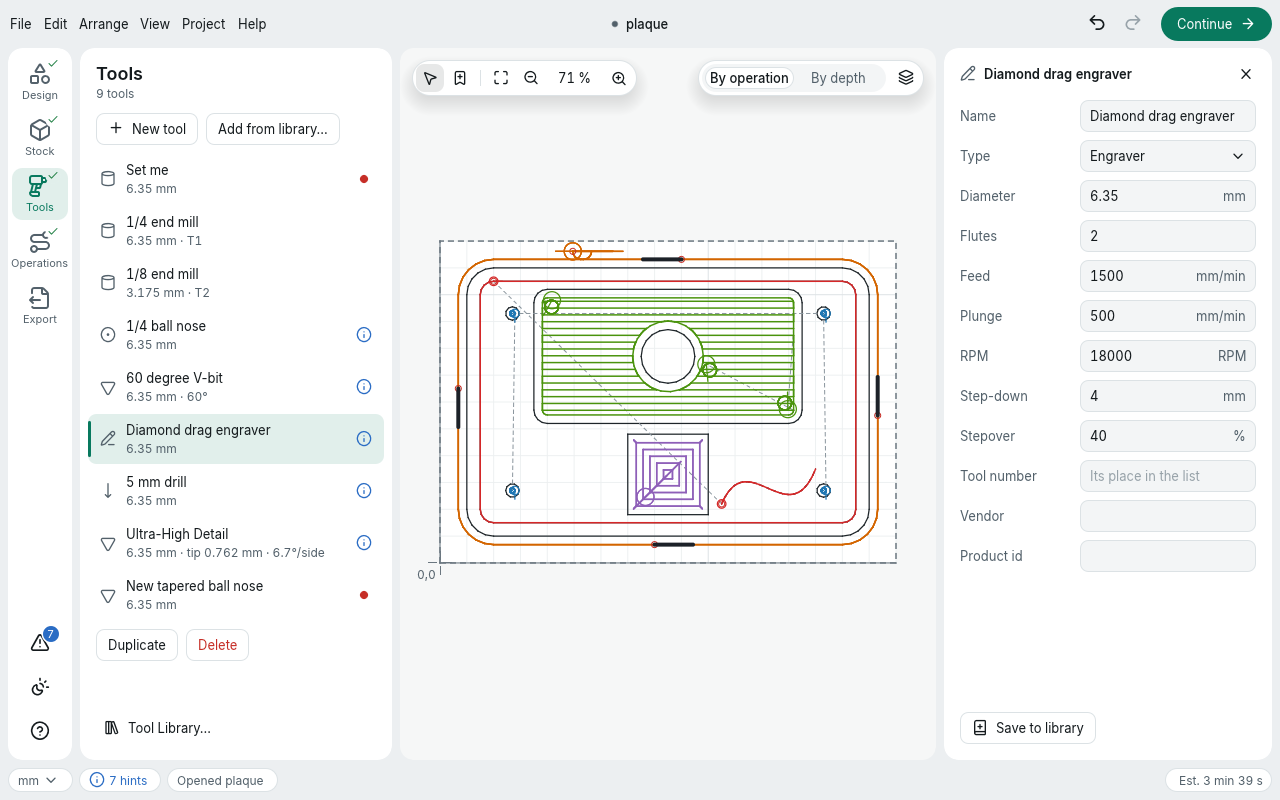 File Edit Arrange View Project Help
plaque
Continue
Design
Stock
Tools
Operations
Export
7
Tools
9 tools
New tool
Add from library...
Set me
6.35 mm
1/4 end mill
6.35 mm · T1
1/8 end mill
3.175 mm · T2
1/4 ball nose
6.35 mm
60 degree V-bit
6.35 mm · 60°
Diamond drag engraver
6.35 mm
5 mm drill
6.35 mm
Ultra-High Detail
6.35 mm · tip 0.762 mm · 6.7°/side
New tapered ball nose
6.35 mm
Duplicate
Delete
Tool Library...
71 %
By operation
By depth
0,0
Diamond drag engraver
Name Diamond drag engraver
Type Engraver
Diameter 6.35 mm
Flutes 2
Feed 1500 mm/min
Plunge 500 mm/min
RPM 18000 RPM
Step-down 4 mm
Stepover 40 %
Tool number Its place in the list
Vendor
Product id
Save to library
mm
7 hints
Opened plaque
Est. 3 min 39 s